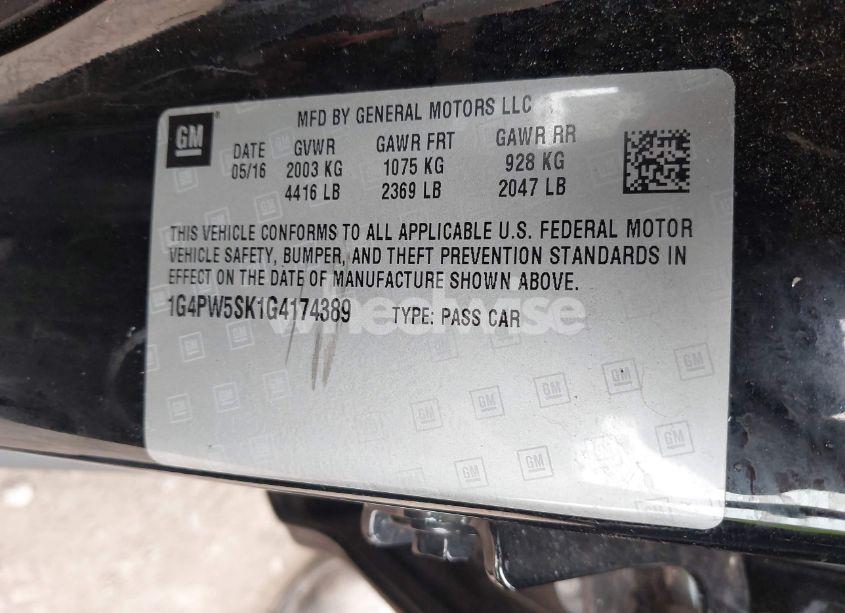 MFD BY GENERAL MOTORS LLC
GM
DATE GVWR GAWR FRT GAWR RR
05/16 2003 KG 1075 KG 928 KG
4416 LB 2369 LB 2047 LB
THIS VEHICLE CONFORMS TO ALL APPLICABLE U.S. FEDERAL MOTOR
VEHICLE SAFETY, BUMPER, AND THEFT PREVENTION STANDARDS IN
EFFECT ON THE DATE OF MANUFACTURE SHOWN ABOVE.
1G4PW5SK1G4174389 TYPE: PASS CAR
wheelwise